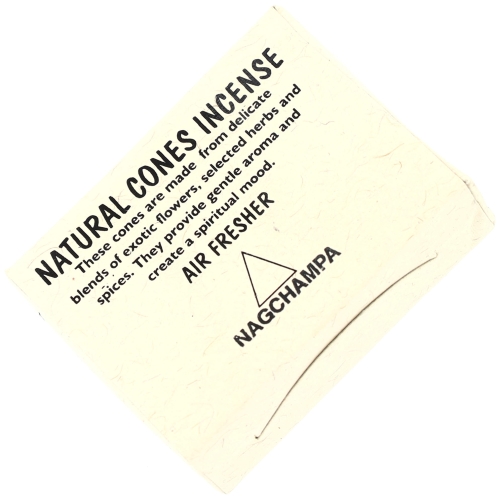 NATURAL CONES INCENSE
These cones are made from delicate
blends of exotic flowers, selected herbs and
spices. They provide gentle aroma and
create a spiritual mood.
AIR FRESHER
NAGCHAMPA